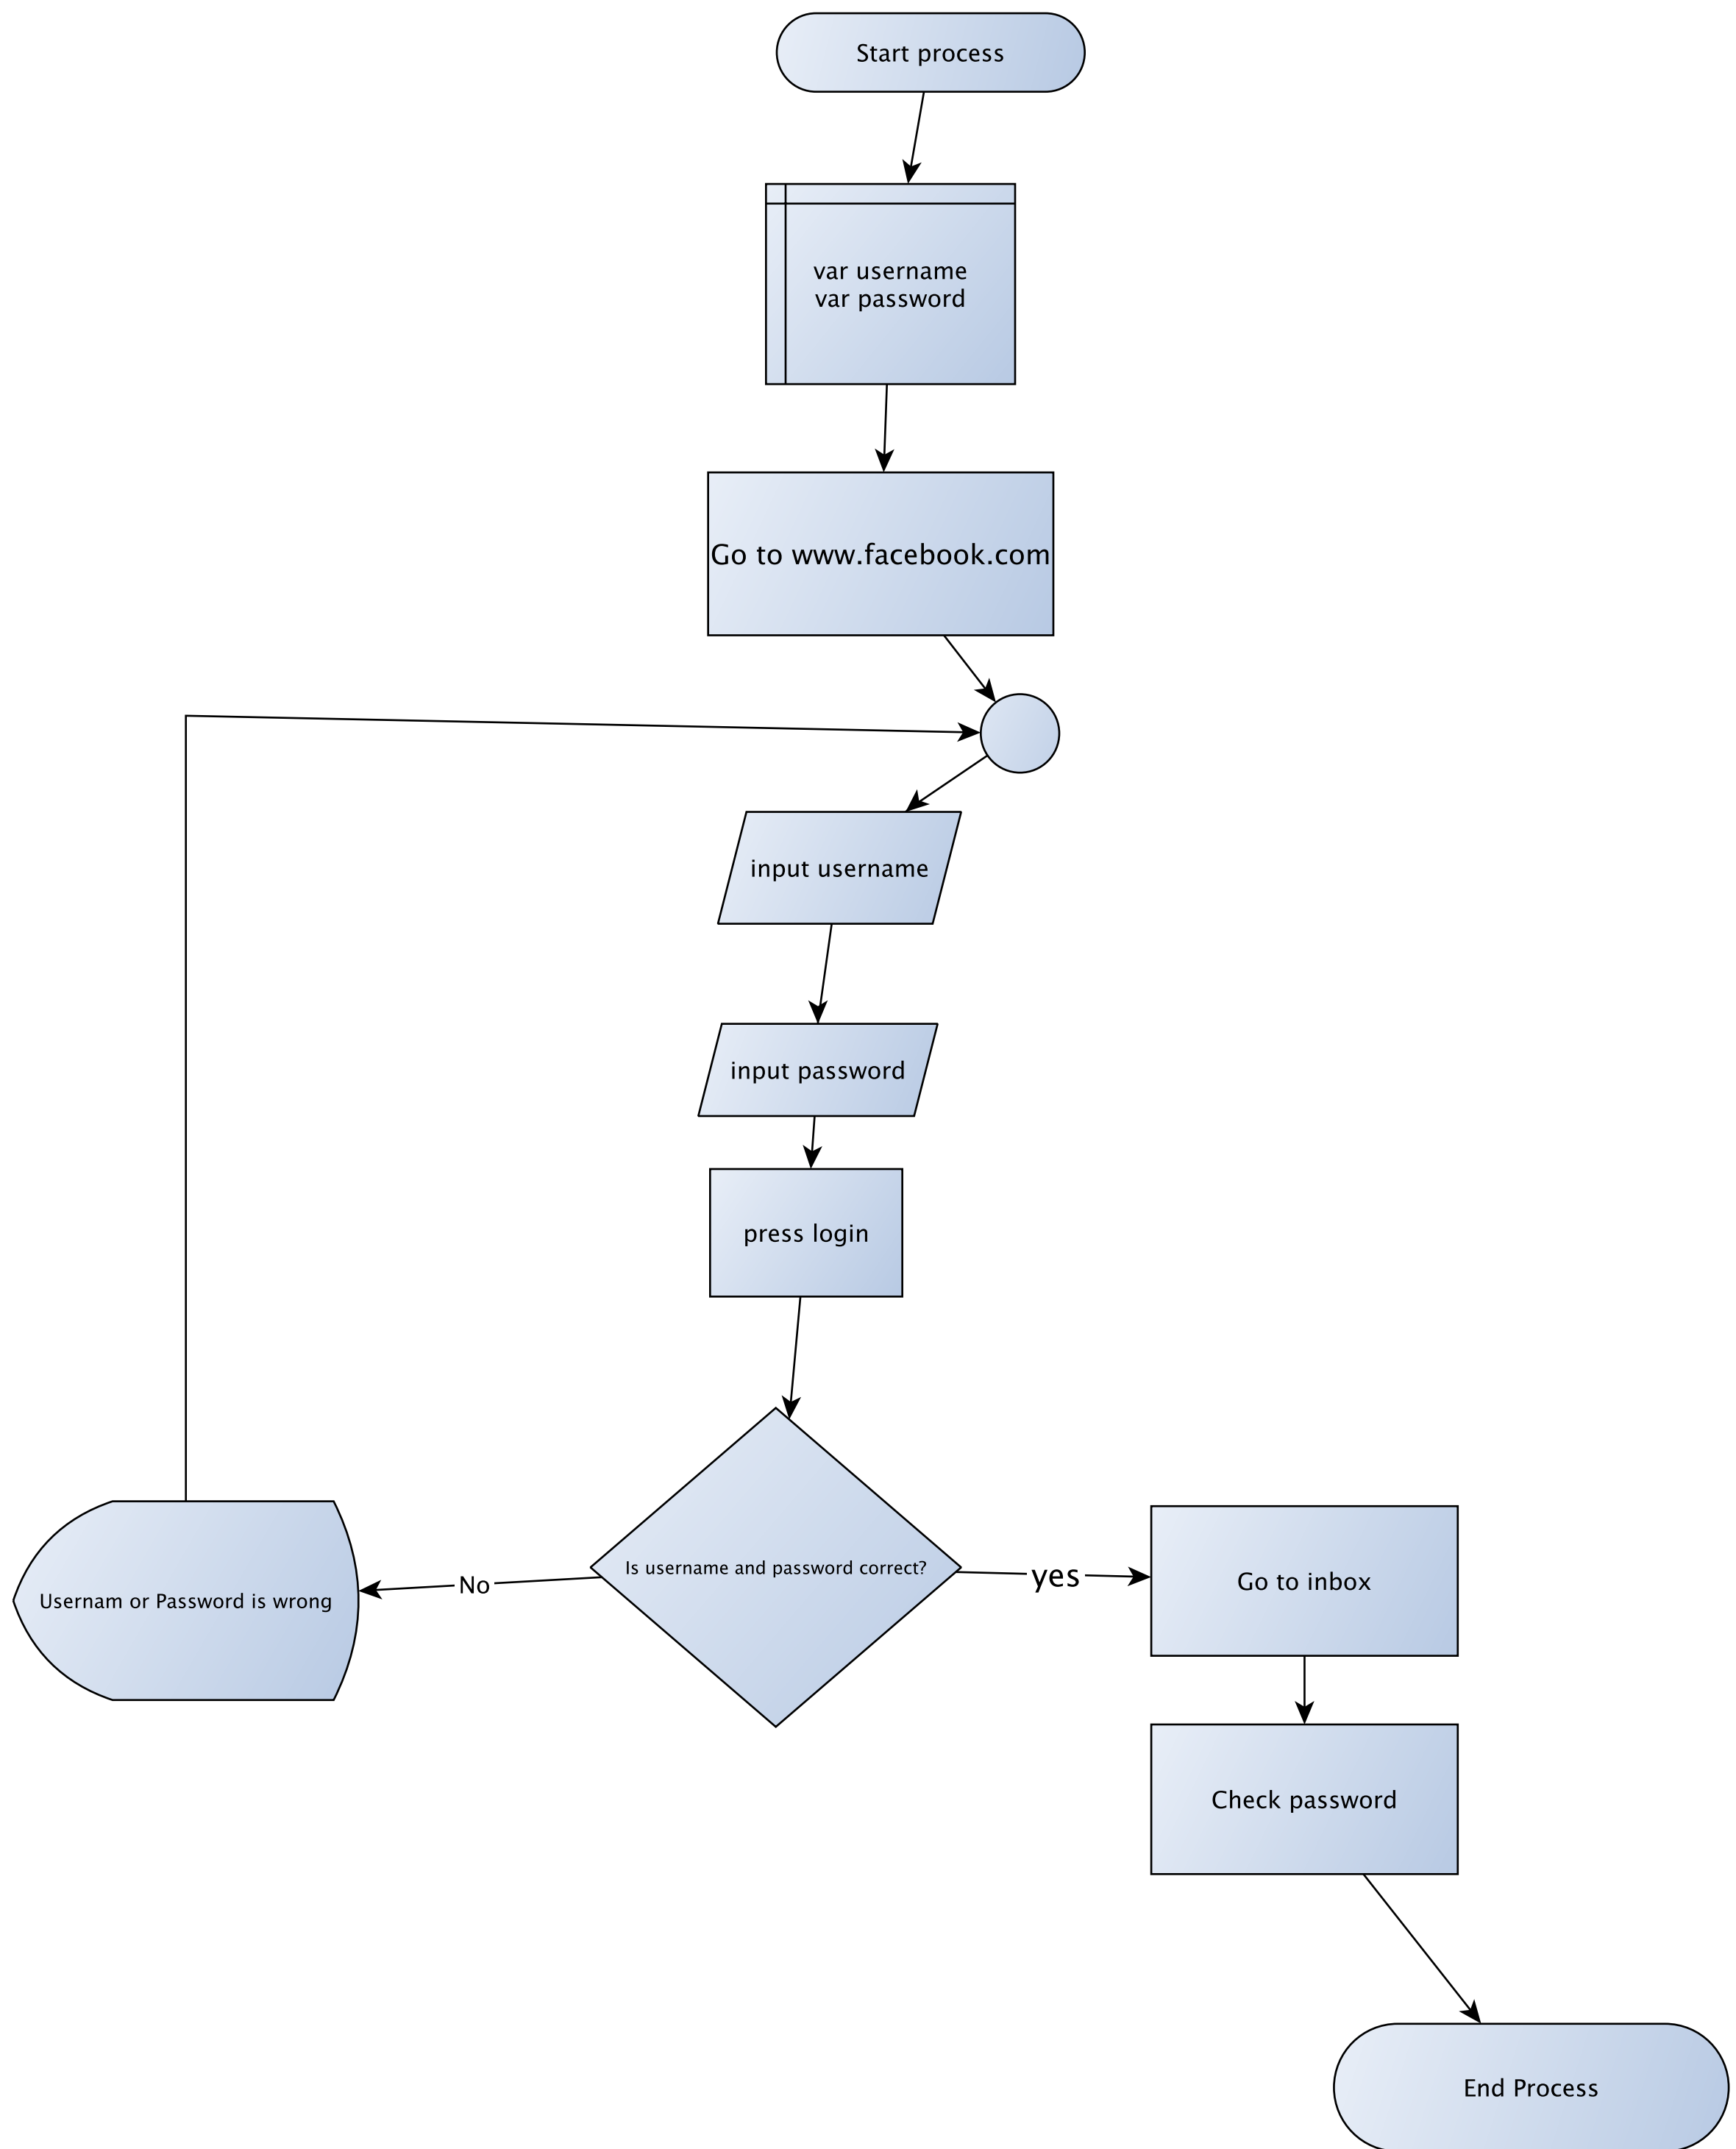 Start process
var username
var password
Go to www.facebook.com
input username
input password
press login
Is username and password correct?
No
yes
Usernam or Password is wrong
Go to inbox
Check password
End Process